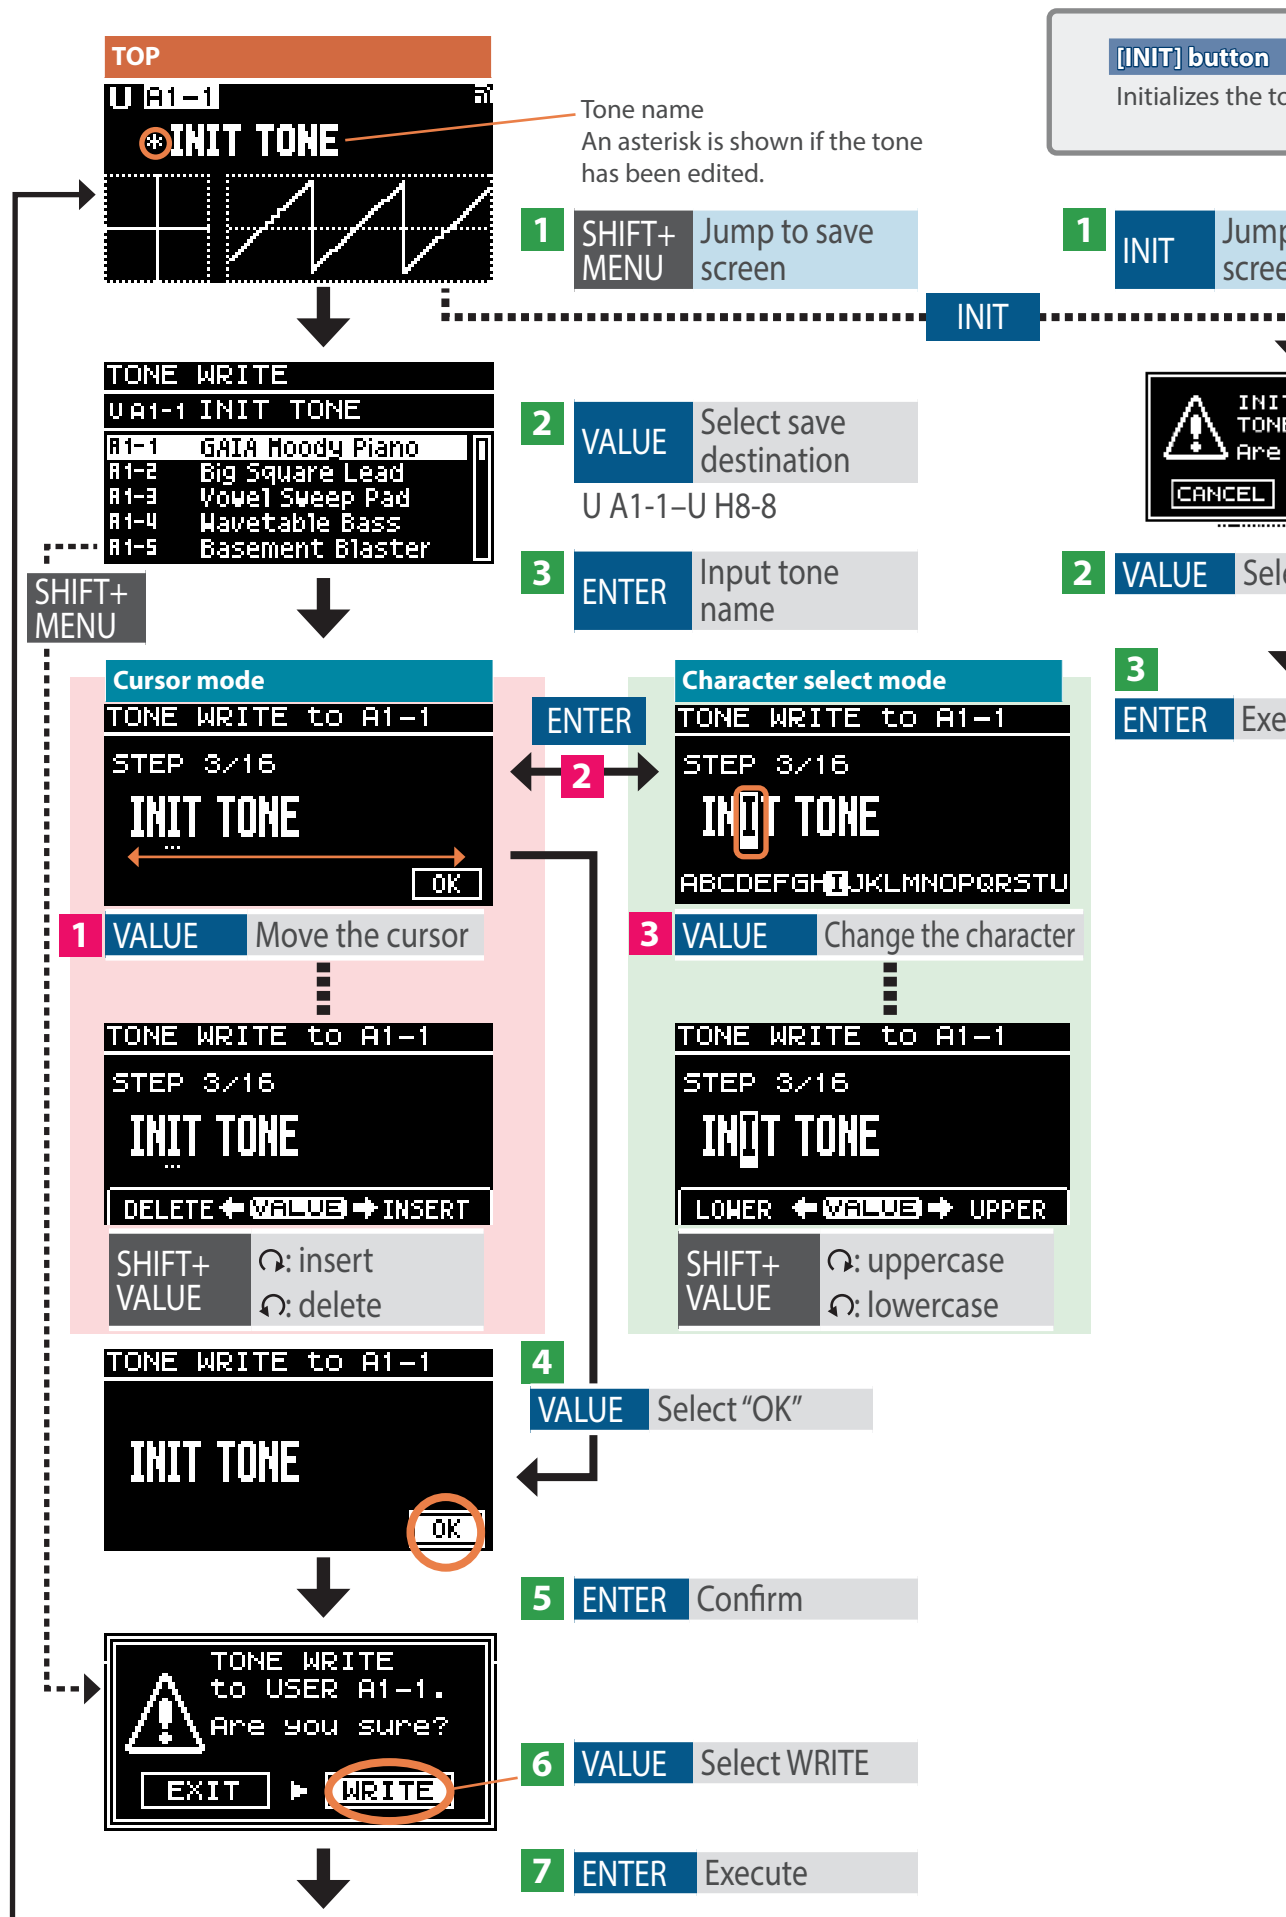 TOP
U A1-1
*INIT TONE
Tone name
An asterisk is shown if the tone
has been edited.
[INIT] button
Initializes the to
1 SHIFT+
MENU
Jump to save
screen
1 INIT
Jump
scree
INIT
TONE WRITE
U A1-1 INIT TONE
A1-1 GAIA Moody Piano
A1-2 Big Square Lead
A1-3 Vowel Sweep Pad
A1-4 Wavetable Bass
A1-5 Basement Blaster
2 VALUE
Select save
destination
U A1-1–U H8-8
INIT
TONE
Are
CANCEL
SHIFT+
MENU
3 ENTER
Input tone
name
2 VALUE Sele
3
ENTER Exe
Cursor mode
TONE WRITE to A1-1
STEP 3/16
INIT TONE
OK
1 VALUE Move the cursor
ENTER
2
Character select mode
TONE WRITE to A1-1
STEP 3/16
INIT TONE
ABCDEFGHIJKLMNOPQRSTU
3 VALUE Change the character
TONE WRITE to A1-1
STEP 3/16
INIT TONE
DELETE VALUE INSERT
SHIFT+
VALUE
: insert
: delete
TONE WRITE to A1-1
STEP 3/16
INIT TONE
LOWER VALUE UPPER
SHIFT+
VALUE
: uppercase
: lowercase
TONE WRITE to A1-1
INIT TONE
OK
4
VALUE Select “OK”
5 ENTER Confirm
TONE WRITE
to USER A1-1.
Are you sure?
EXIT WRITE
6 VALUE Select WRITE
7 ENTER Execute